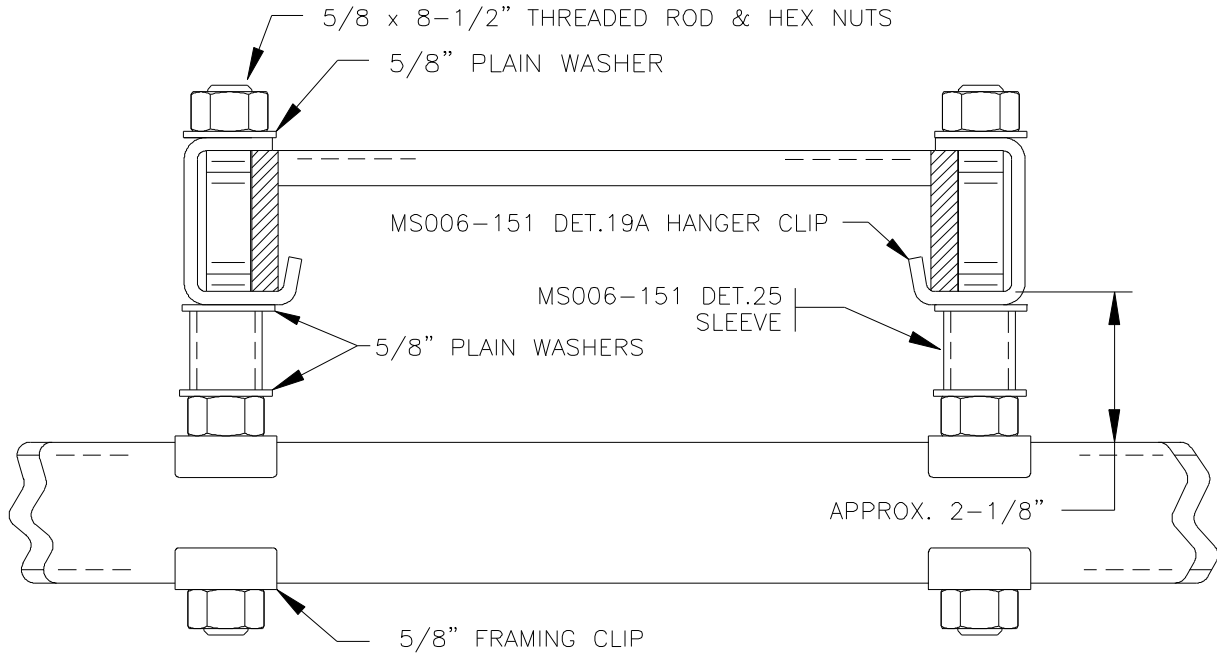 5/8 x 8-1/2” THREADED ROD & HEX NUTS
5/8” PLAIN WASHER
MS006-151 DET.19A HANGER CLIP
MS006-151 DET.25
SLEEVE
5/8” PLAIN WASHERS
APPROX. 2-1/8”
5/8” FRAMING CLIP